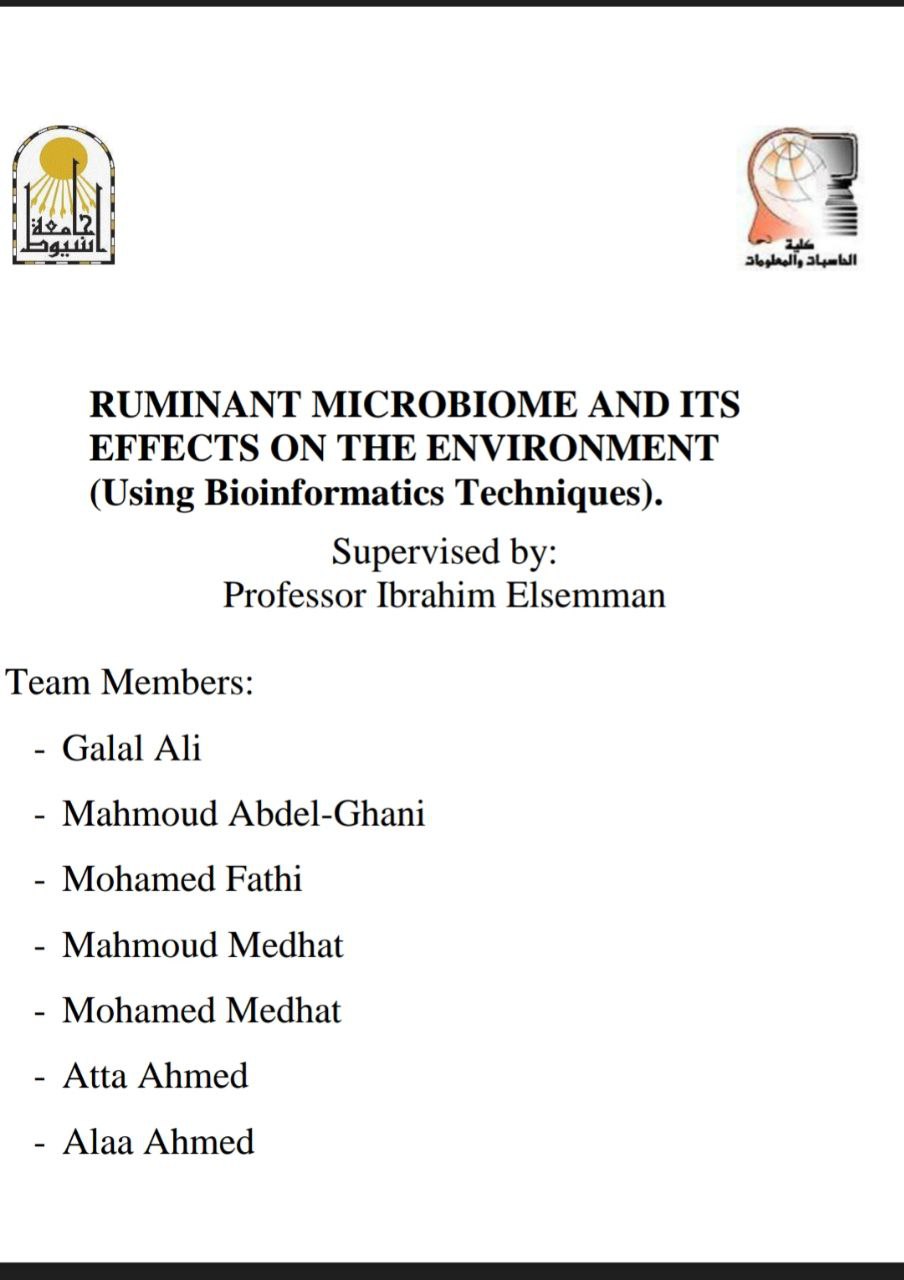 جامعة
أسيوط
كلية
الحاسبات والمعلومات
RUMINANT MICROBIOME AND ITS
EFFECTS ON THE ENVIRONMENT
(Using Bioinformatics Techniques).
Supervised by:
Professor Ibrahim Elsemman
Team Members:
- Galal Ali
- Mahmoud Abdel-Ghani
- Mohamed Fathi
- Mahmoud Medhat
- Mohamed Medhat
- Atta Ahmed
- Alaa Ahmed